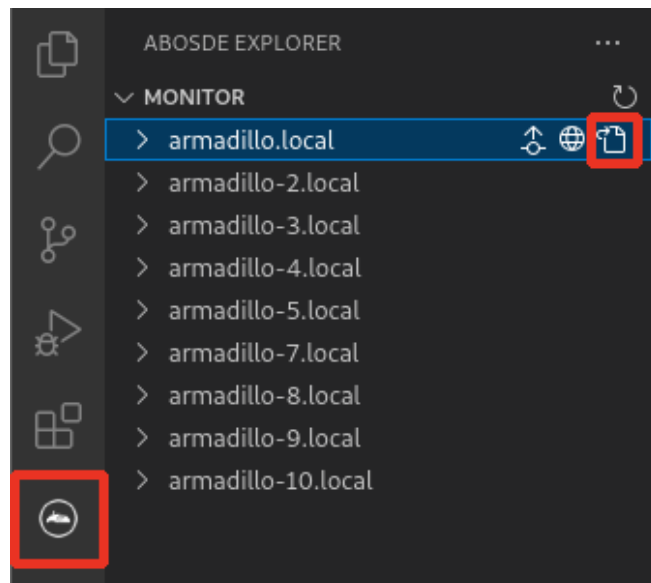 ABOSDE EXPLORER
MONITOR
armadillo.local
armadillo-2.local
armadillo-3.local
armadillo-4.local
armadillo-5.local
armadillo-7.local
armadillo-8.local
armadillo-9.local
armadillo-10.local